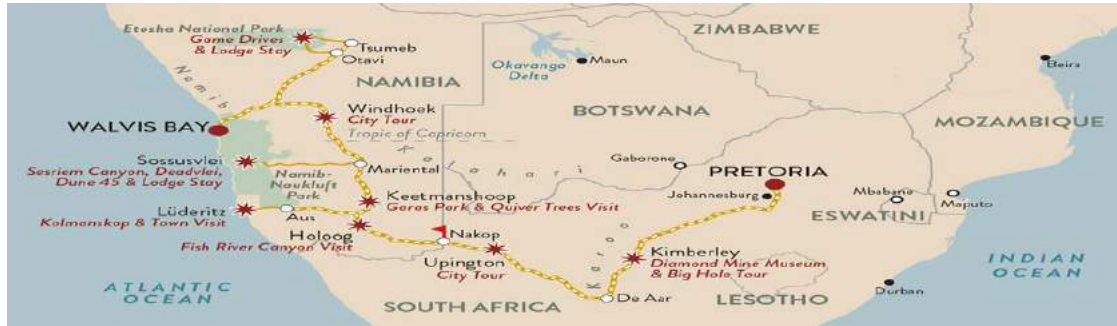 Etosha National Park
Game Drives
& Lodge Stay
Tsumeb
Otavi
ZIMBABWE
Okavango
Delta
Maun
Beira
Namib
NAMIBIA
BOTSWANA
MOZAMBIQUE
Windhoek
City Tour
WALVIS BAY
Tropic of Capricorn
Sossusvlei
Sesriem Canyon, Deadvlei,
Dune 45 & Lodge Stay
Namib-
Naukluft
Park
Mariental
Kalahari
Gaborone
PRETORIA
Johannesburg
Mbabane
Maputo
ESWATINI
Keetmanshoop
Garas Park & Quiver Trees Visit
Lüderitz
Kolmanskop & Town Visit
Aus
Holoog
Fish River Canyon Visit
Nakop
Upington
City Tour
Karoo
Kimberley
Diamond Mine Museum
& Big Hole Tour
INDIAN
OCEAN
ATLANTIC
OCEAN
SOUTH AFRICA
De Aar
LESOTHO
Durban